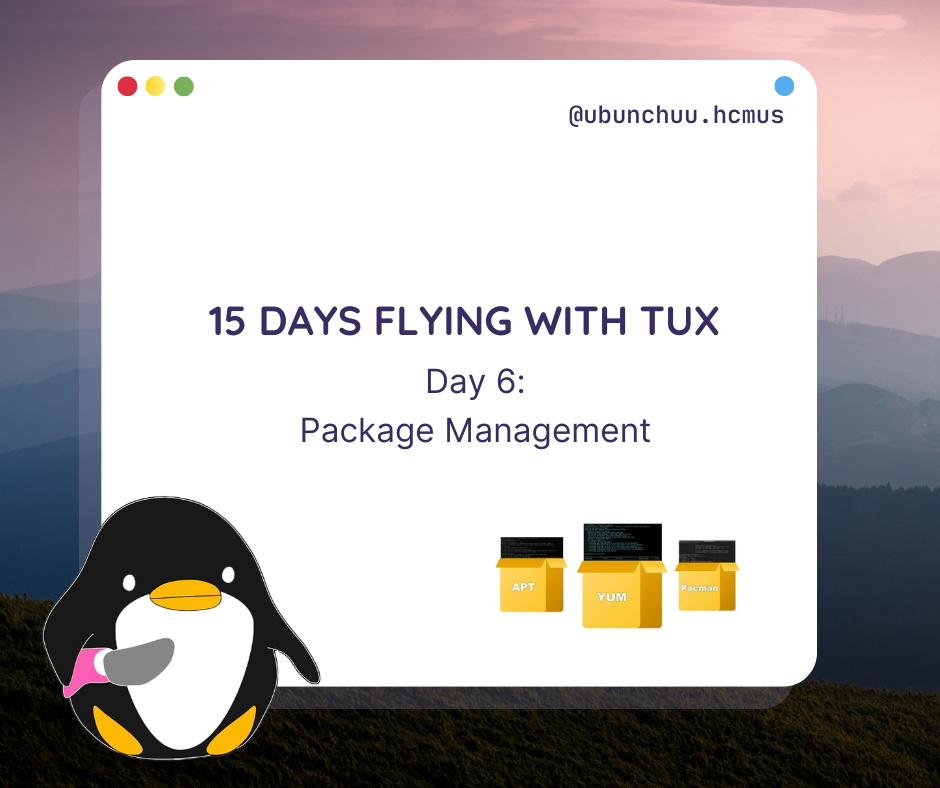 @ubunchuu.hcmus
15 DAYS FLYING WITH TUX
Day 6:
Package Management
APT
YUM
Pacman